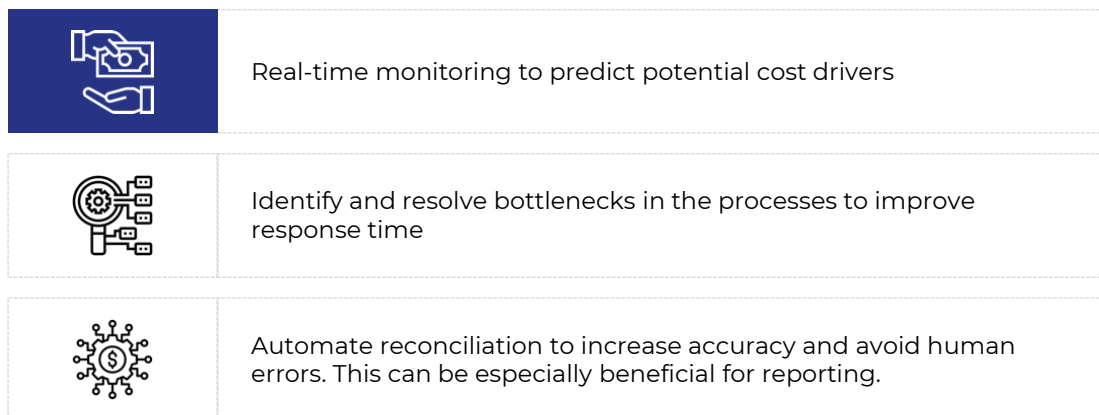 Real-time monitoring to predict potential cost drivers
Identify and resolve bottlenecks in the processes to improve
response time
$
Automate reconciliation to increase accuracy and avoid human
errors. This can be especially beneficial for reporting.